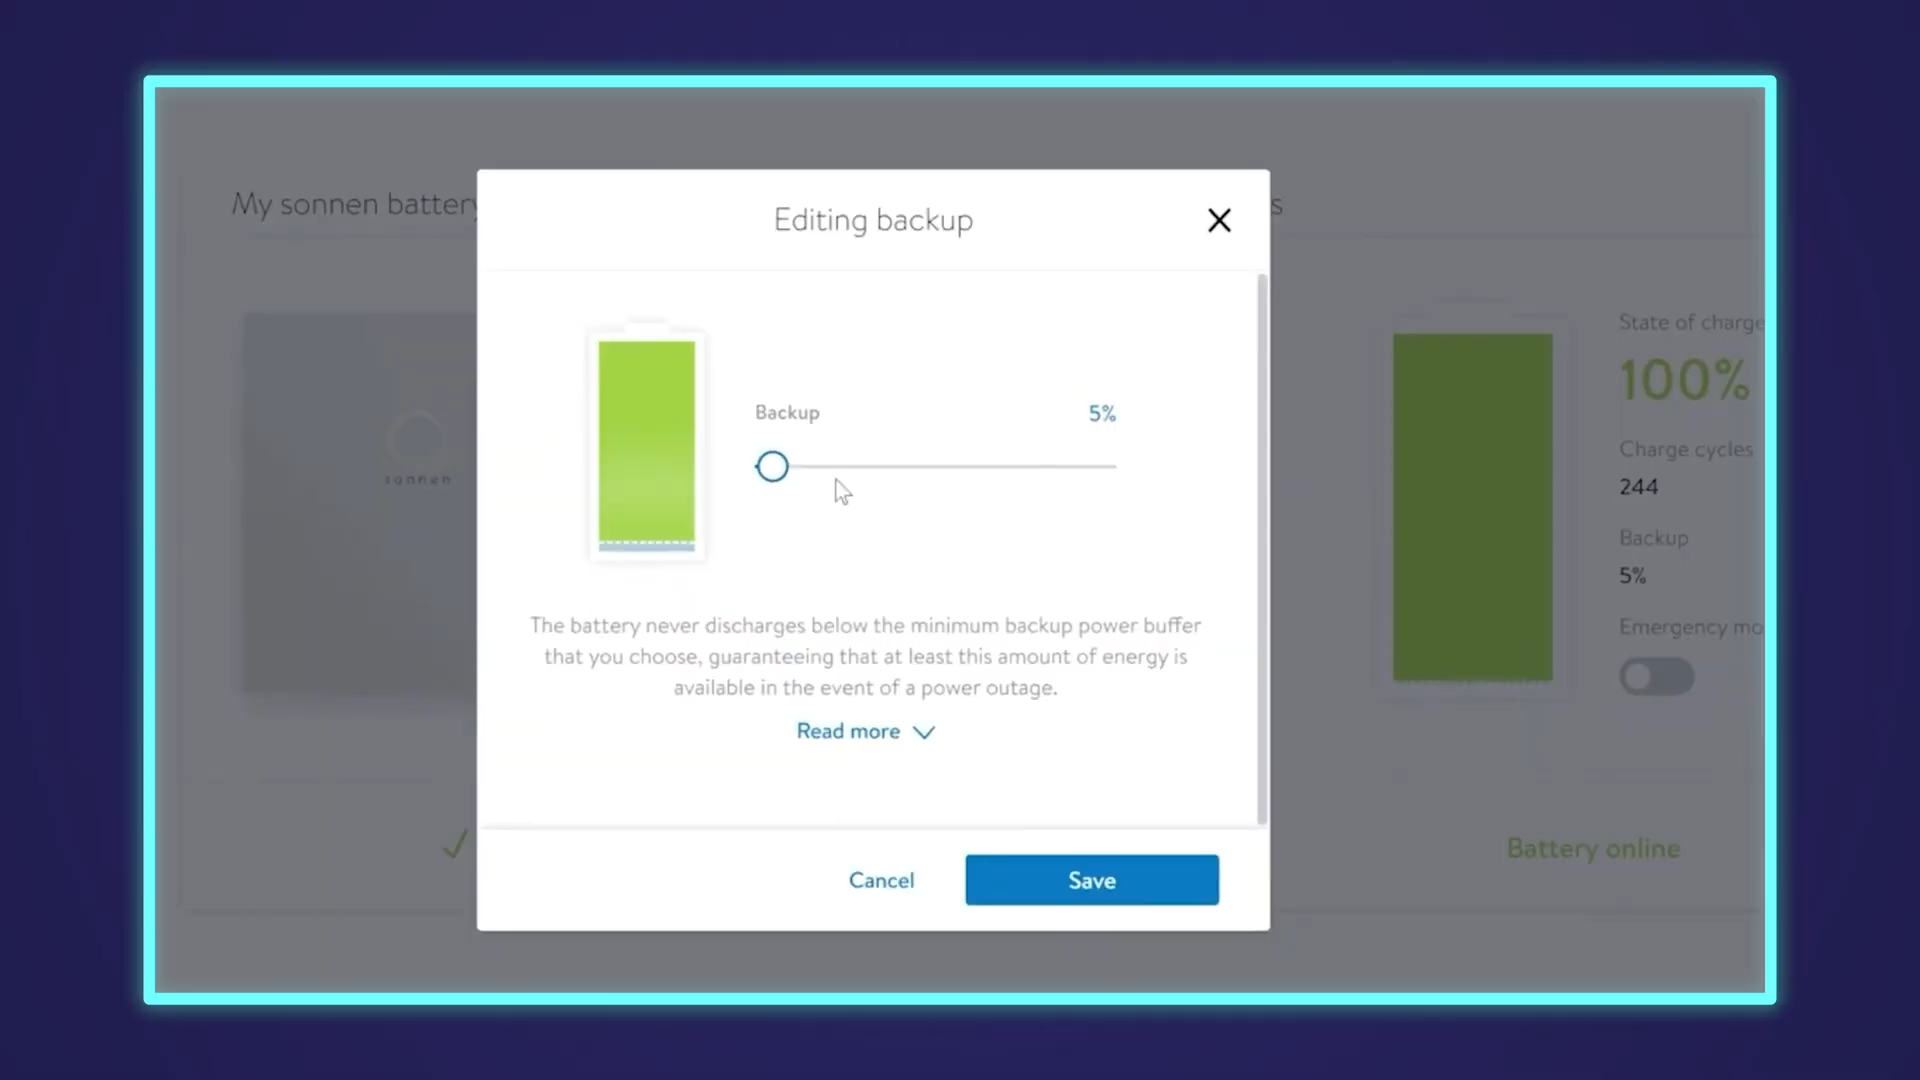 Editing backup
My sonnen battery
s
sonnen
Backup
5%
The battery never discharges below the minimum backup power buffer
that you choose, guaranteeing that at least this amount of energy is
available in the event of a power outage.
Read more
Cancel
Save
State of charge
100%
Charge cycles
244
Backup
5%
Emergency mo
Battery online